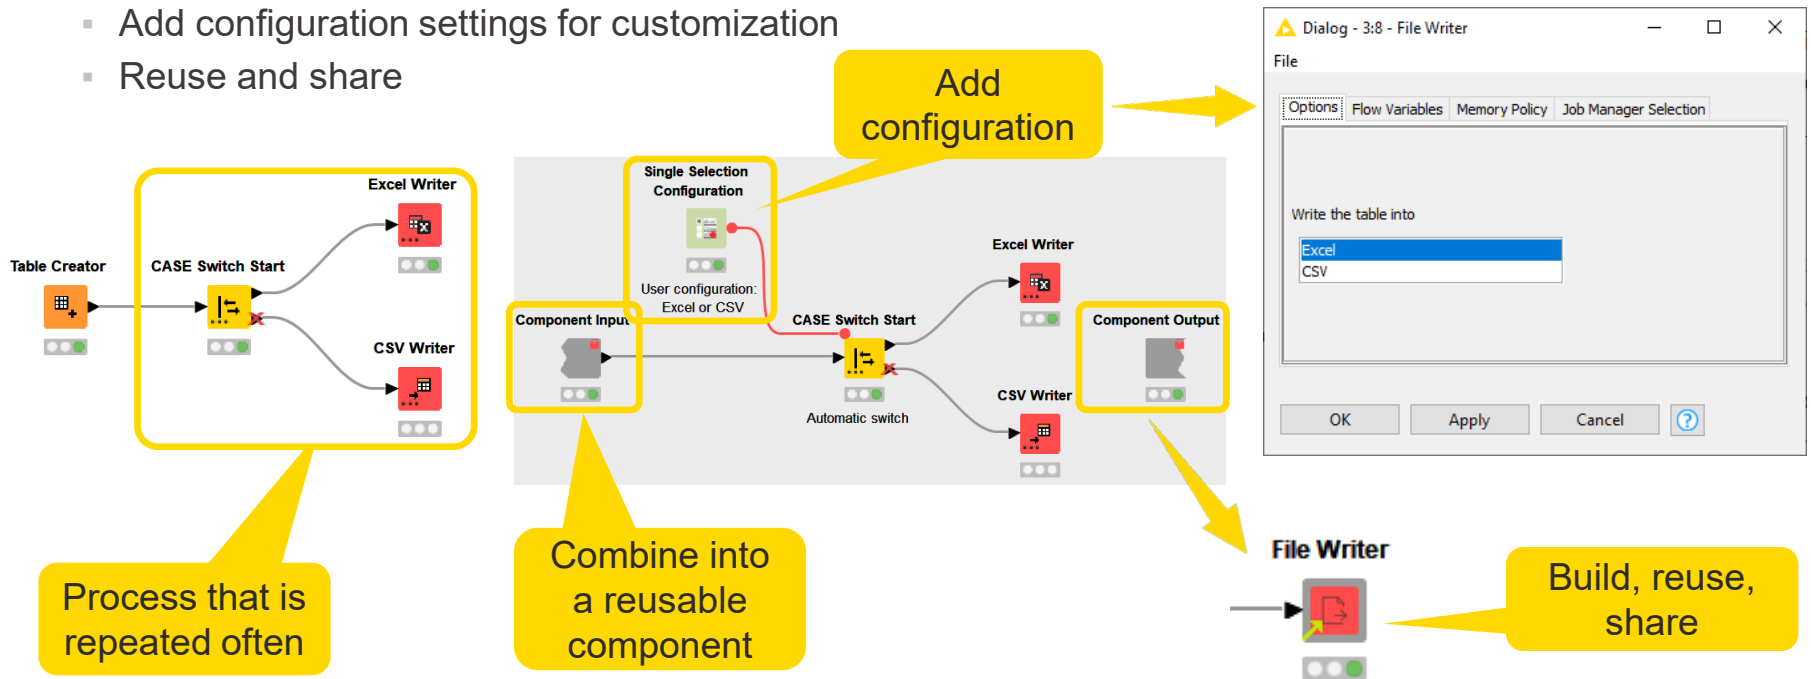 Add configuration settings for customization
Reuse and share
Add
configuration
Dialog - 3:8 - File Writer
File
Options Flow Variables Memory Policy Job Manager Selection
Write the table into
Excel
CSV
OK Apply Cancel ?
Table Creator
CASE Switch Start
Excel Writer
CSV Writer
Process that is
repeated often
Single Selection
Configuration
User configuration:
Excel or CSV
Component Input
CASE Switch Start
Automatic switch
Excel Writer
CSV Writer
Component Output
Combine into
a reusable
component
File Writer
Build, reuse,
share